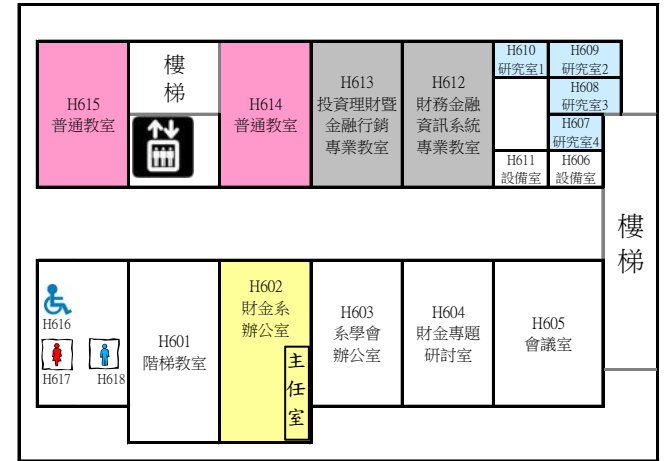 H615
普通教室
樓
梯
H614
普通教室
H613
投資理財暨
金融行銷
專業教室
H612
財務金融
資訊系統
專業教室
H610
研究室1
H609
研究室2
H608
研究室3
H607
研究室4
H611
設備室
H606
設備室
樓
梯
H616
H617
H618
H601
階梯教室
H602
財金系
辦公室
主
任
室
H603
系學會
辦公室
H604
財金專題
研討室
H605
會議室